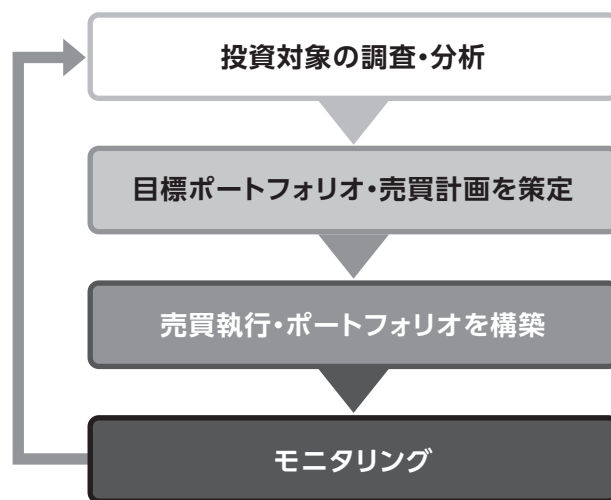 投資対象の調査・分析
目標ポートフォリオ・売買計画を策定
売買執行・ポートフォリオを構築
モニタリング